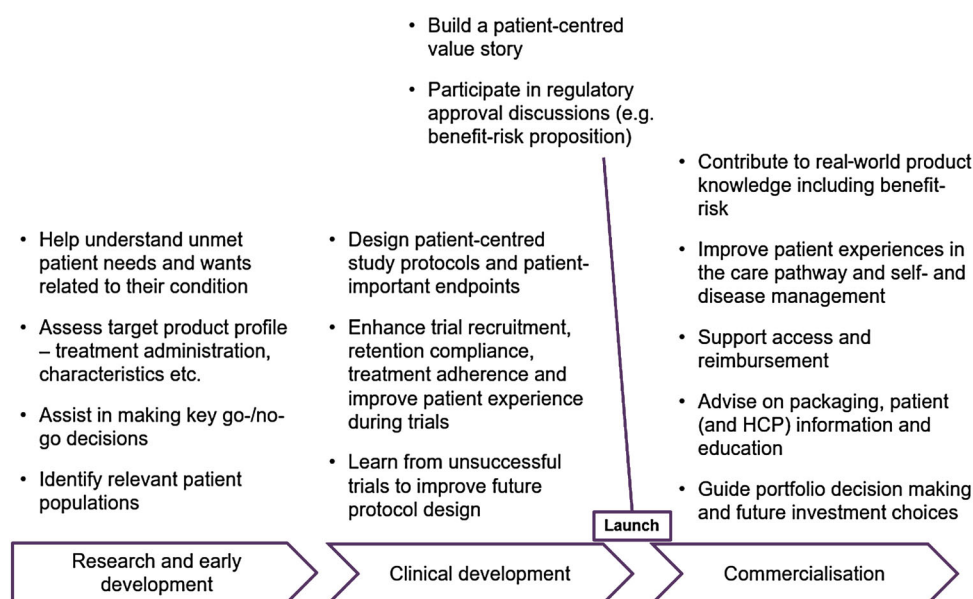 • Build a patient-centred
value story
• Participate in regulatory
approval discussions (e.g.
benefit-risk proposition)
• Help understand unmet
patient needs and wants
related to their condition
• Assess target product profile
– treatment administration,
characteristics etc.
• Assist in making key go-/no-
go decisions
• Identify relevant patient
populations
• Design patient-centred
study protocols and patient-
important endpoints
• Enhance trial recruitment,
retention compliance,
treatment adherence and
improve patient experience
during trials
• Learn from unsuccessful
trials to improve future
protocol design
• Contribute to real-world product
knowledge including benefit-
risk
• Improve patient experiences in
the care pathway and self- and
disease management
• Support access and
reimbursement
• Advise on packaging, patient
(and HCP) information and
education
• Guide portfolio decision making
and future investment choices
Launch
Research and early
development
Clinical development
Commercialisation